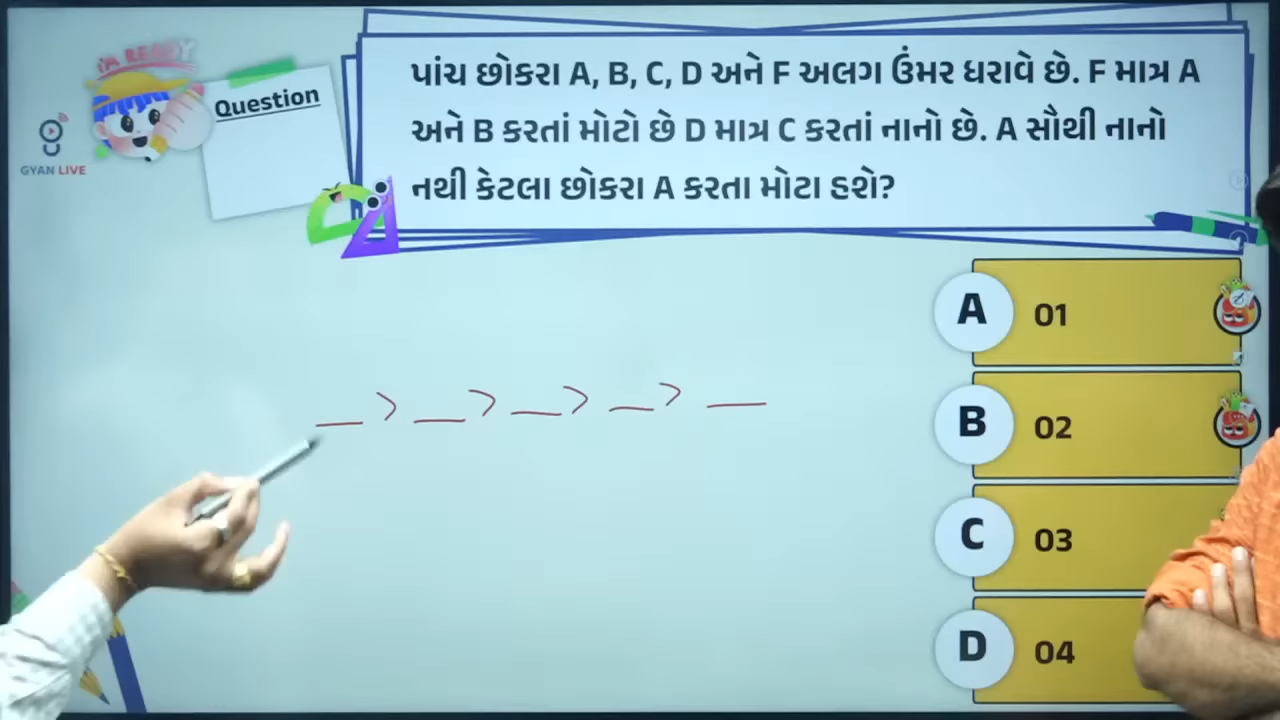 I'M READY
Question
GYAN LIVE
પાંચ છોકરા A, B, C, D અને F અલગ ઉંમર ધરાવે છે. F માત્ર A
અને B કરતાં મોટો છે D માત્ર C કરતાં નાનો છે. A સૌથી નાનો
નથી કેટલા છોકરા A કરતા મોટા હશે?
_ > _ > _ > _ > _
A 01
B 02
C 03
D 04